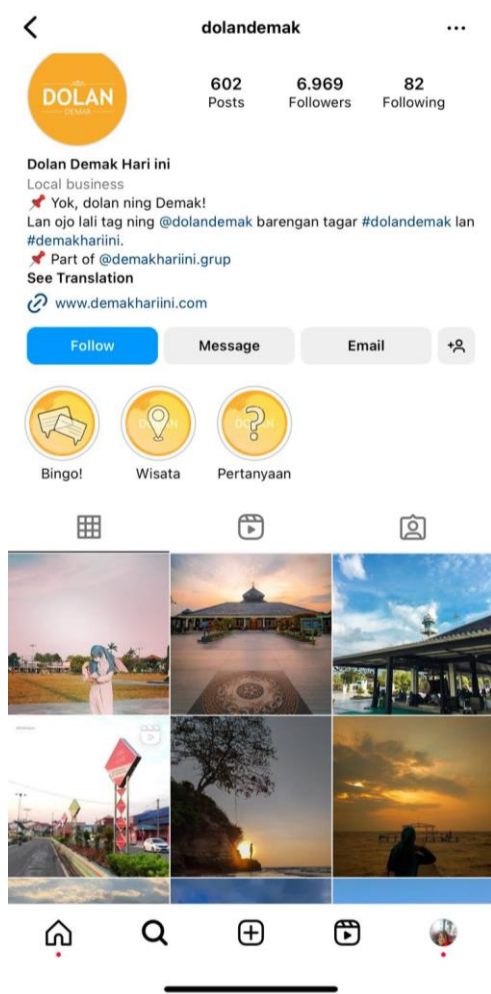 dolandemak
DOLAN
DEMAK
602 6.969 82
Posts Followers Following
Dolan Demak Hari ini
Local business
📌 Yok, dolan ning Demak!
Lan ojo lali tag ning @dolandemak barengan tagar #dolandemak lan
#demakhariini.
📌 Part of @demakhariini.grup
See Translation
www.demakhariini.com
Follow Message Email
DOLAN
Bingo! Wisata Pertanyaan